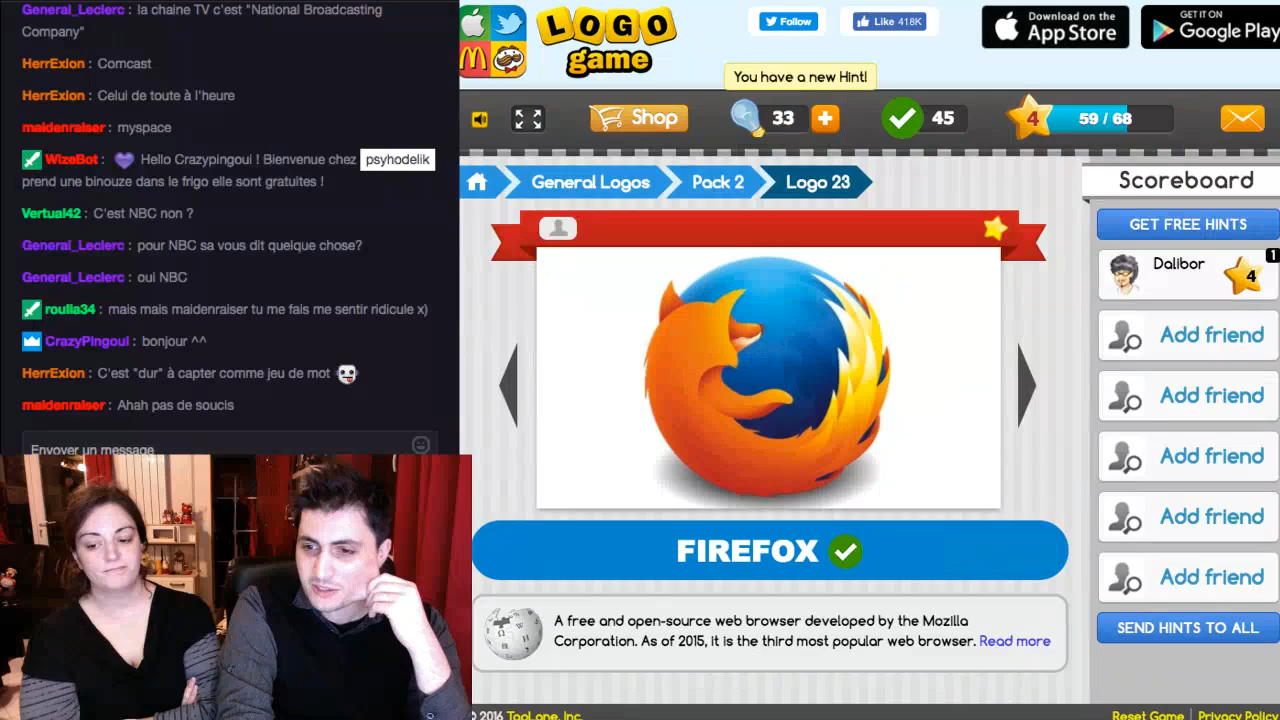 General_Leclerc : la chaine TV c'est "National Broadcasting
Company"
HerrExion : Comcast
HerrExion : Celui de toute à l'heure
maidenraiser : myspace
WizeBot : Hello Crazypingoui ! Bienvenue chez psyhodelik
prend une binouze dans le frigo elle sont gratuites !
Vertual42 : C'est NBC non ?
General_Leclerc : pour NBC sa vous dit quelque chose?
General_Leclerc : oui NBC
roulia34 : mais mais maidenraiser tu me fais me sentir ridicule x)
CrazyPingoui : bonjour ^^
HerrExion : C'est "dur" à capter comme jeu de mot
maidenraiser : Ahah pas de soucis
Envoyer un message
LOGO
game
Follow
Like 418K
Download on the
App Store
GET IT ON
Google Play
You have a new Hint!
Shop
33
45
4
59 / 68
General Logos
Pack 2
Logo 23
FIREFOX
A free and open-source web browser developed by the Mozilla
Corporation. As of 2015, it is the third most popular web browser. Read more
Scoreboard
GET FREE HINTS
1
Dalibor
4
Add friend
Add friend
Add friend
Add friend
Add friend
SEND HINTS TO ALL
© 2016 TapLane, Inc.
Reset Game | Privacy Policy